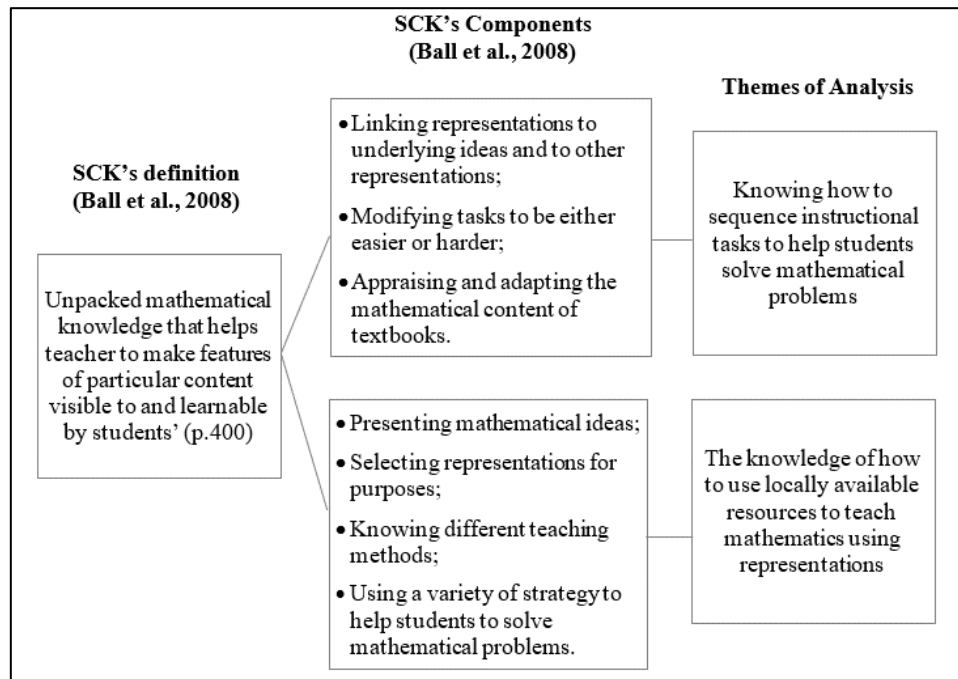 SCK's Components
(Ball et al., 2008)
Themes of Analysis
SCK's definition
(Ball et al., 2008)
Unpacked mathematical
knowledge that helps
teacher to make features
of particular content
visible to and learnable
by students' (p.400)
• Linking representations to
underlying ideas and to other
representations;
• Modifying tasks to be either
easier or harder;
• Appraising and adapting the
mathematical content of
textbooks.
Knowing how to
sequence instructional
tasks to help students
solve mathematical
problems
• Presenting mathematical ideas;
• Selecting representations for
purposes;
• Knowing different teaching
methods;
• Using a variety of strategy to
help students to solve
mathematical problems.
The knowledge of how
to use locally available
resources to teach
mathematics using
representations